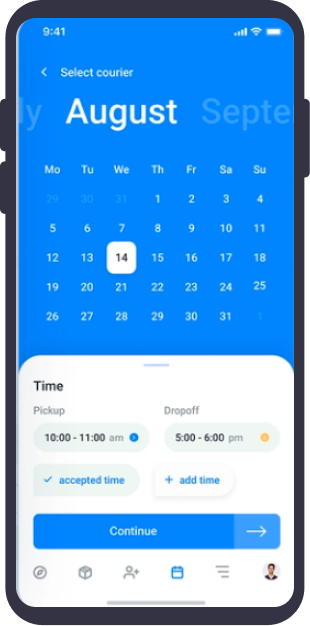 9:41
Select courier
ly August Septe
Mo Tu We Th Fr Sa Su
29 30 31 1 2 3 4
5 6 7 8 9 10 11
12 13 14 15 16 17 18
19 20 21 22 23 24 25
26 27 28 29 30 31 1
Time
Pickup Dropoff
10:00 - 11:00 am 5:00 - 6:00 pm
accepted time + add time
Continue